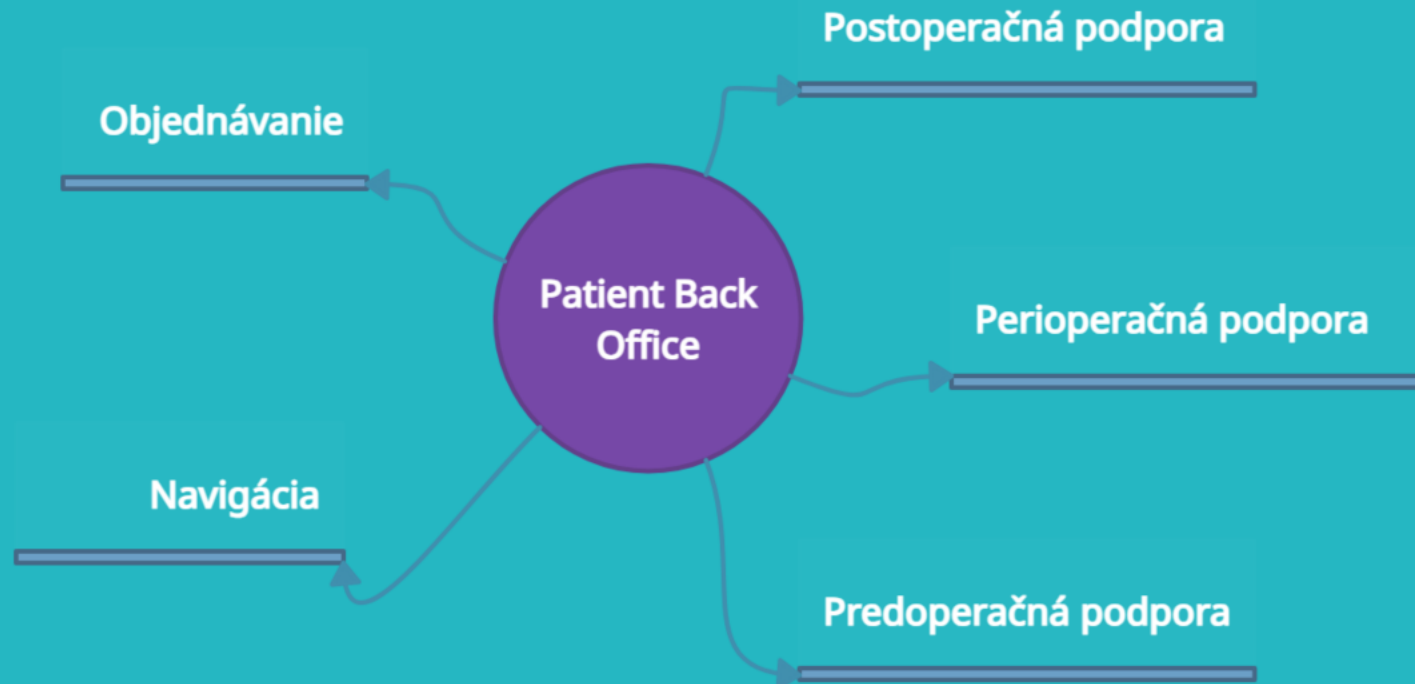 Postoperačná podpora
Objednávanie
Patient Back
Office
Perioperačná podpora
Navigácia
Predoperačná podpora